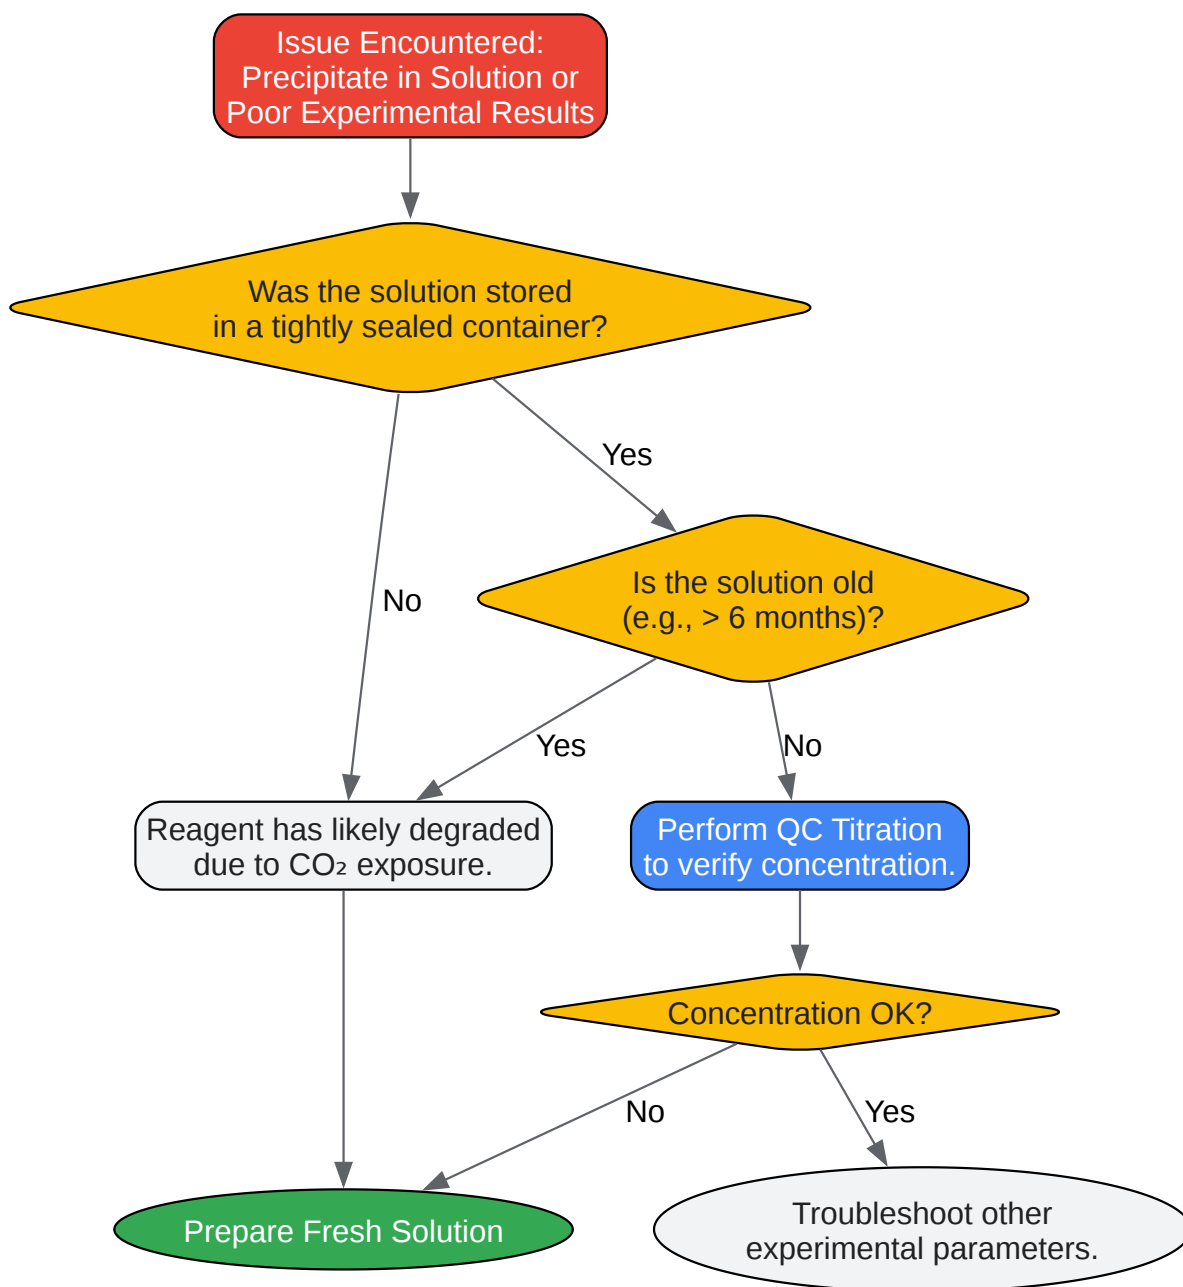 Issue Encountered:
Precipitate in Solution or
Poor Experimental Results
Was the solution stored
in a tightly sealed container?
Yes
No
Is the solution old
(e.g., > 6 months)?
Yes
No
Reagent has likely degraded
due to CO₂ exposure.
Perform QC Titration
to verify concentration.
Concentration OK?
No
Yes
Prepare Fresh Solution
Troubleshoot other
experimental parameters.